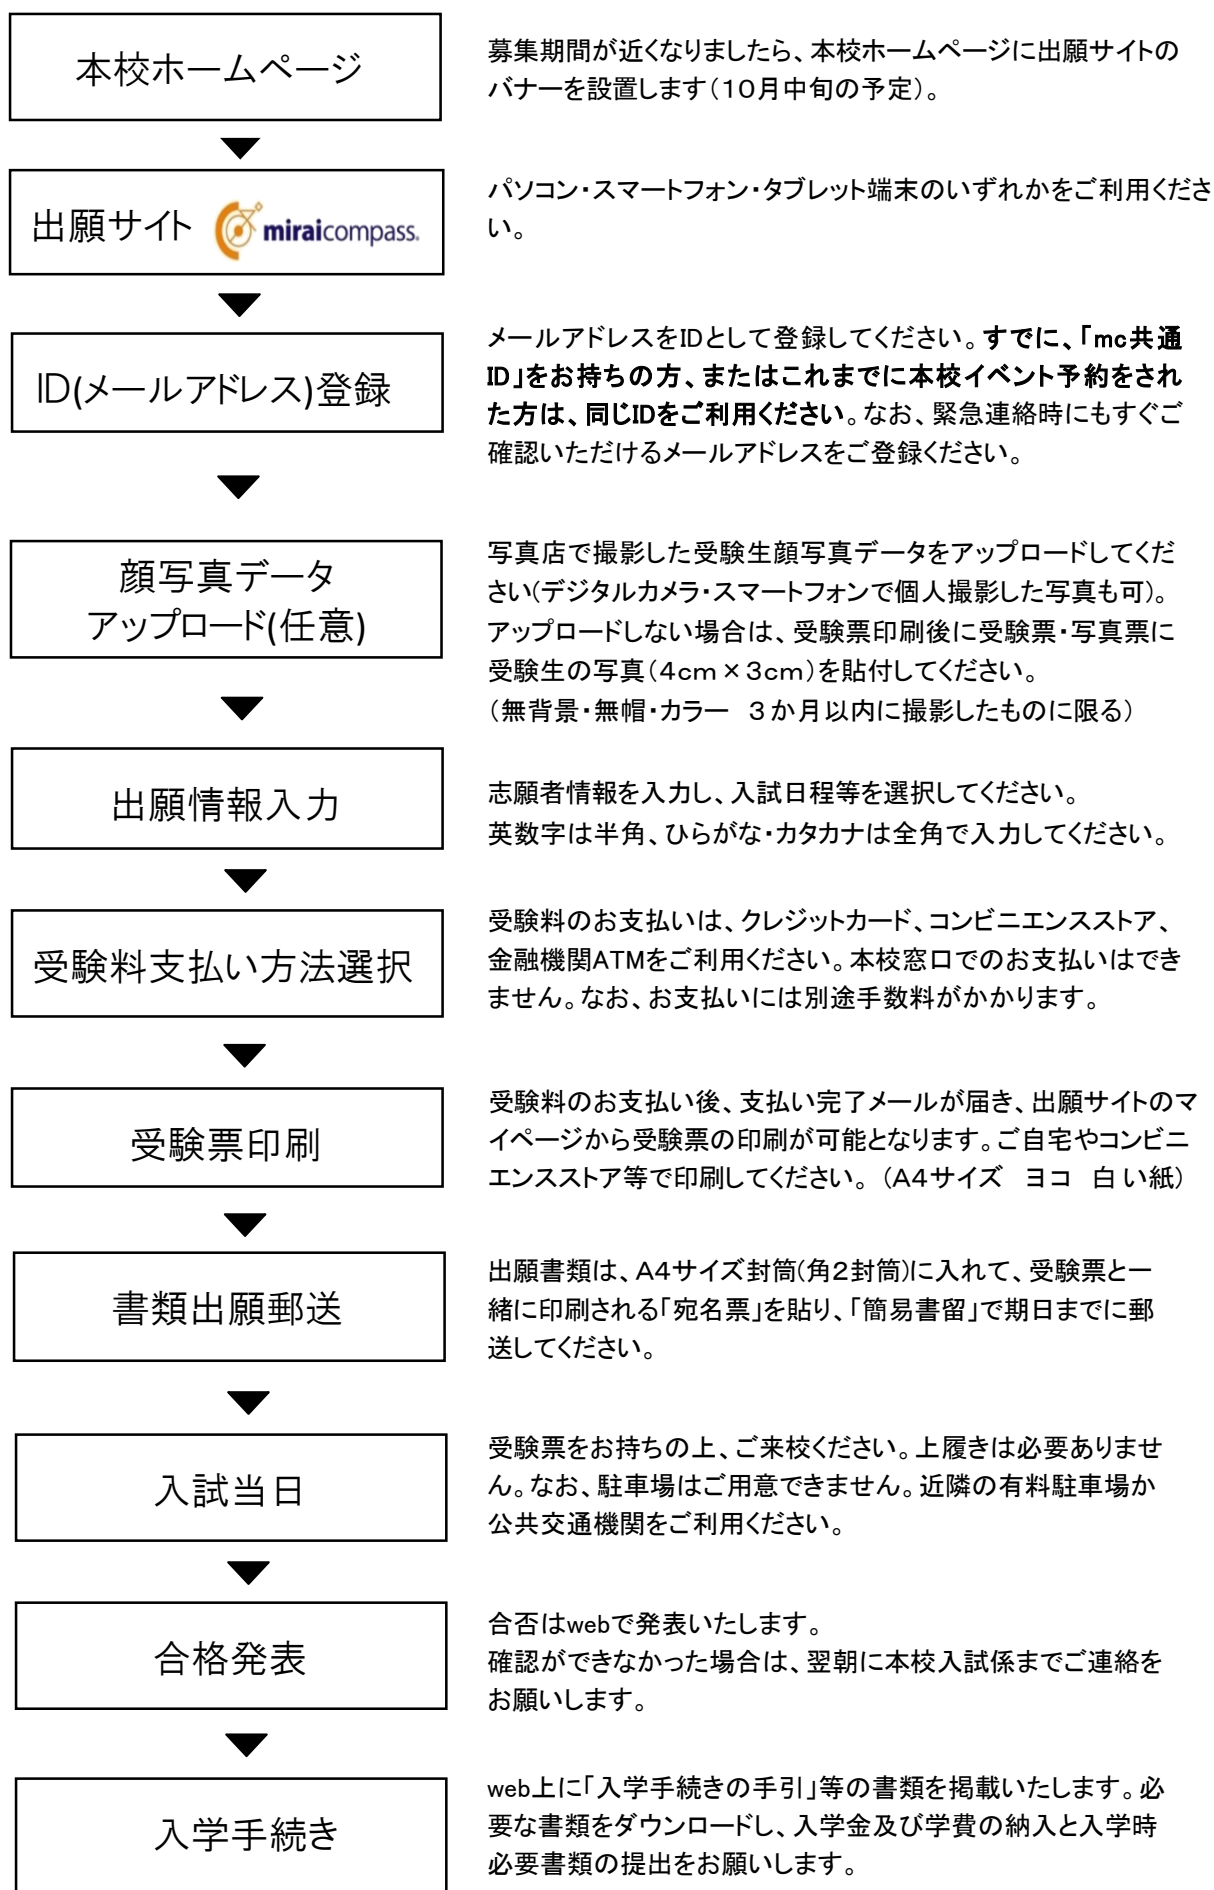 本校ホームページ
募集期間が近くなりましたら、本校ホームページに出願サイトの
バナーを設置します（１０月中旬の予定）。
出願サイト miraicompass.
パソコン・スマートフォン・タブレット端末のいずれかをご利用くださ
い。
ID(メールアドレス)登録
メールアドレスをIDとして登録してください。すでに、「mc共通
ID」をお持ちの方、またはこれまでに本校イベント予約をされ
た方は、同じIDをご利用ください。なお、緊急連絡時にもすぐご
確認いただけるメールアドレスをご登録ください。
顔写真データ
アップロード(任意)
写真店で撮影した受験生顔写真データをアップロードしてくだ
さい(デジタルカメラ・スマートフォンで個人撮影した写真も可)。
アップロードしない場合は、受験票印刷後に受験票・写真票に
受験生の写真（４ｃｍ×３ｃｍ）を貼付してください。
（無背景・無帽・カラー　３か月以内に撮影したものに限る）
出願情報入力
志願者情報を入力し、入試日程等を選択してください。
英数字は半角、ひらがな・カタカナは全角で入力してください。
受験料支払い方法選択
受験料のお支払いは、クレジットカード、コンビニエンスストア、
金融機関ATMをご利用ください。本校窓口でのお支払いはでき
ません。なお、お支払いには別途手数料がかかります。
受験票印刷
受験料のお支払い後、支払い完了メールが届き、出願サイトのマ
イページから受験票の印刷が可能となります。ご自宅やコンビニ
エンスストア等で印刷してください。（Ａ４サイズ　ヨコ　白い紙）
書類出願郵送
出願書類は、Ａ４サイズ封筒(角２封筒)に入れて、受験票と一
緒に印刷される「宛名票」を貼り、「簡易書留」で期日までに郵
送してください。
入試当日
受験票をお持ちの上、ご来校ください。上履きは必要ありませ
ん。なお、駐車場はご用意できません。近隣の有料駐車場か
公共交通機関をご利用ください。
合格発表
合否はwebで発表いたします。
確認ができなかった場合は、翌朝に本校入試係までご連絡を
お願いします。
入学手続き
web上に「入学手続きの手引」等の書類を掲載いたします。必
要な書類をダウンロードし、入学金及び学費の納入と入学時
必要書類の提出をお願いします。